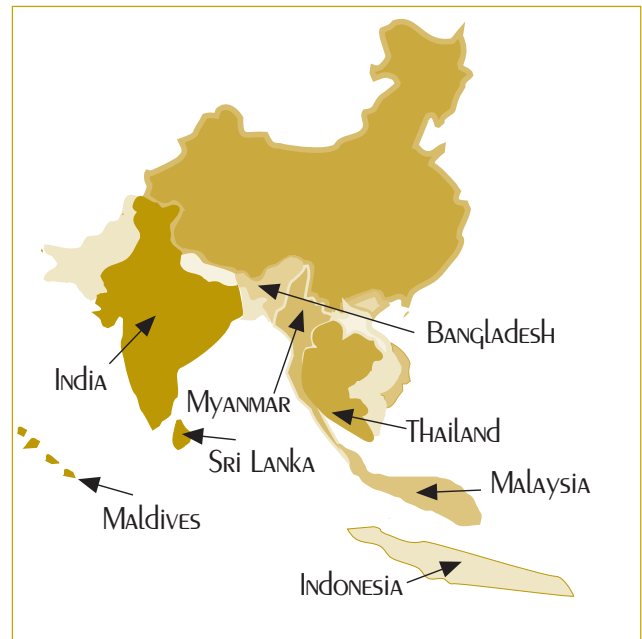 Bangladesh
India
Myanmar
Thailand
Sri Lanka
Malaysia
Maldives
Indonesia